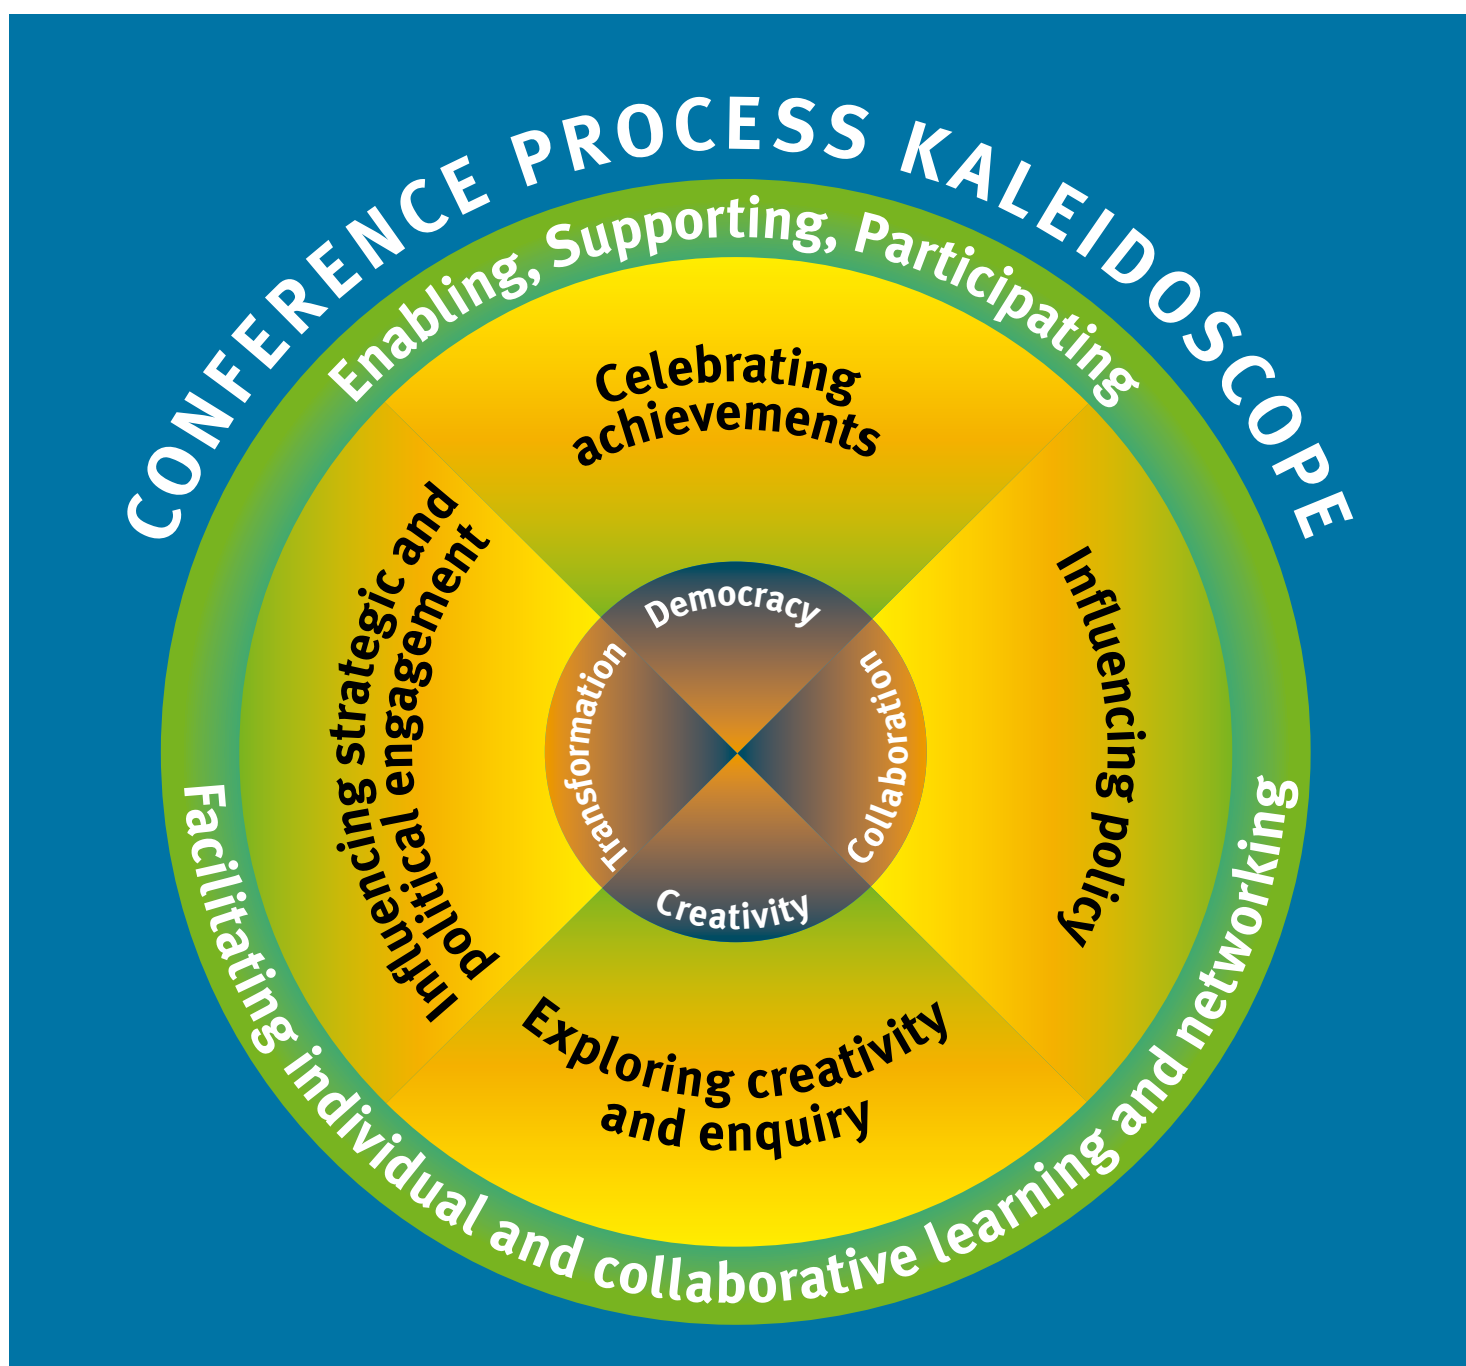 CONFERENCE PROCESS KALEIDOSCOPE
Enabling, Supporting, Participating
Celebrating
achievements
Influencing strategic and
political engagement
Influencing policy
Democracy
Transformation
Collaboration
Creativity
Exploring creativity
and enquiry
Facilitating individual and collaborative learning and networking